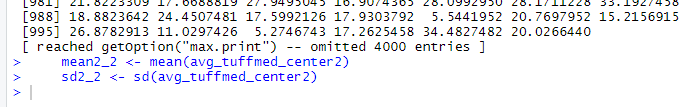 [981] 21.8223309 17.6688819 27.9495045 16.9074365 28.0992950 28.1711228 33.1927458
[988] 18.8823642 24.4507481 17.5992126 17.9303792  5.5441952 20.7697952 15.2156915
[995] 26.8782913 11.0297426  5.2746743 17.2625458 34.4827482 20.0266440
[ reached getOption("max.print") -- omitted 4000 entries ]
>     mean2_2 <- mean(avg_tuffmed_center2)
>     sd2_2 <- sd(avg_tuffmed_center2)
>